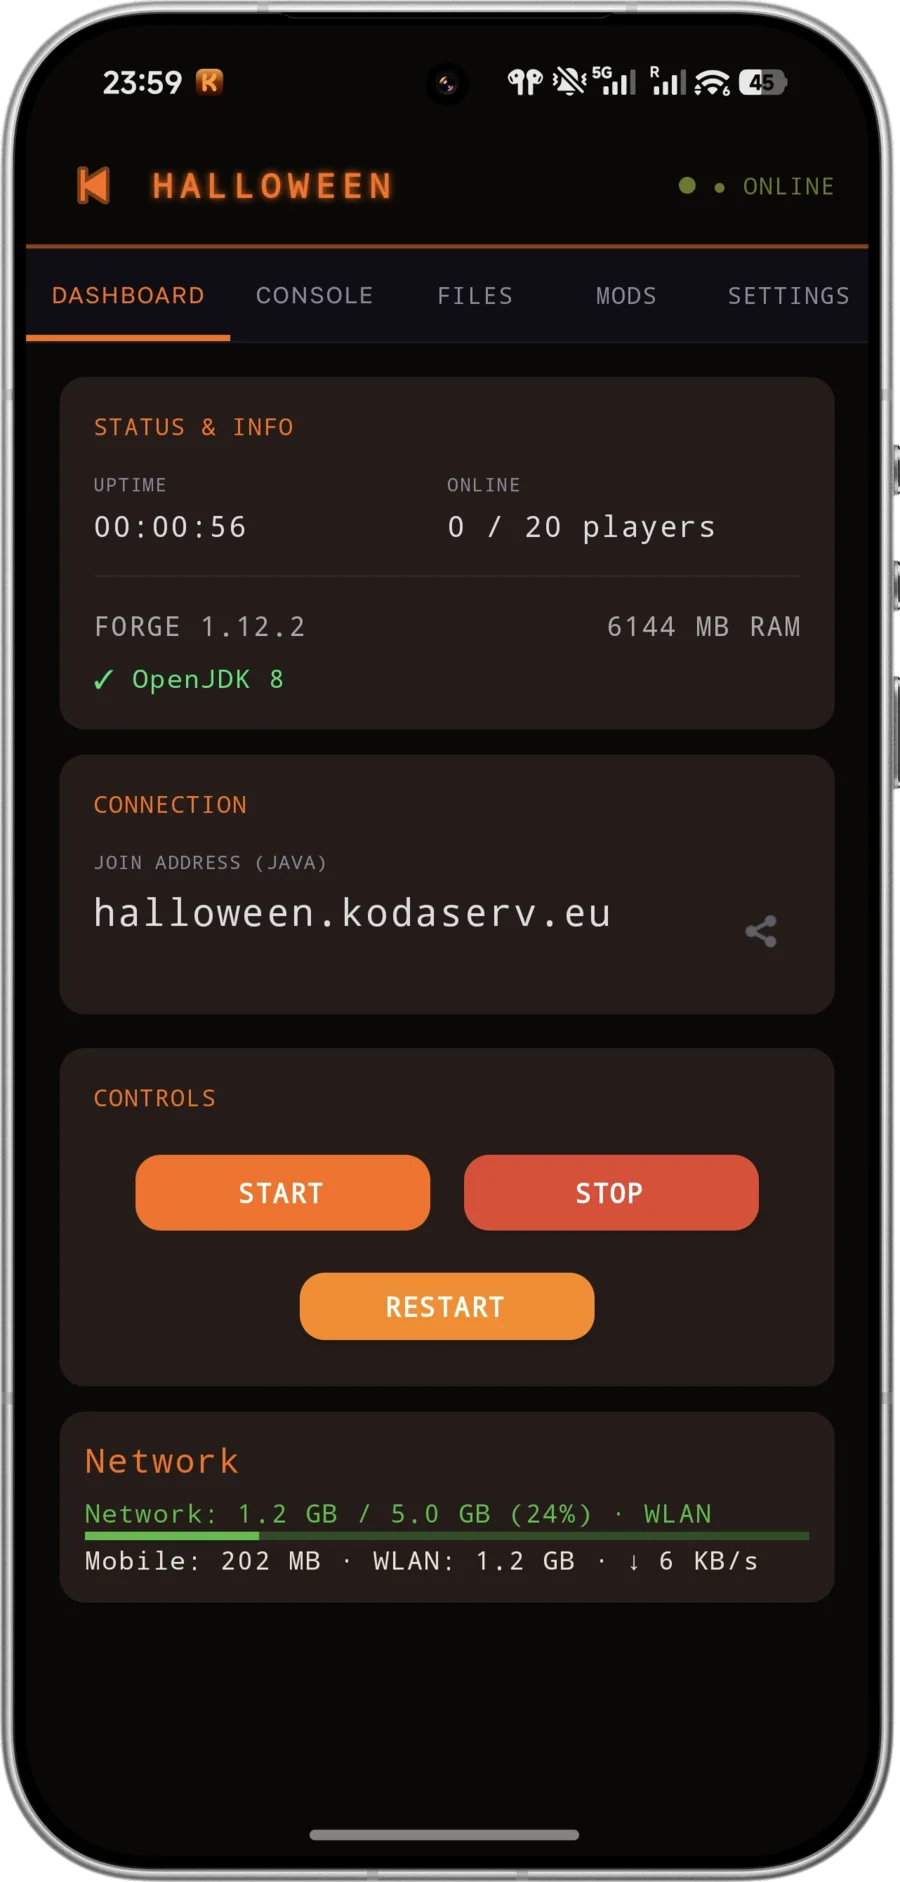 23:59 K 5G R 6 45
HALLOWEEN • ONLINE
DASHBOARD CONSOLE FILES MODS SETTINGS
STATUS & INFO
UPTIME ONLINE
00:00:56 0 / 20 players
FORGE 1.12.2 6144 MB RAM
✓ OpenJDK 8
CONNECTION
JOIN ADDRESS (JAVA)
halloween.kodaserv.eu
CONTROLS
START STOP
RESTART
Network
Network: 1.2 GB / 5.0 GB (24%) · WLAN
Mobile: 202 MB · WLAN: 1.2 GB · ↓ 6 KB/s